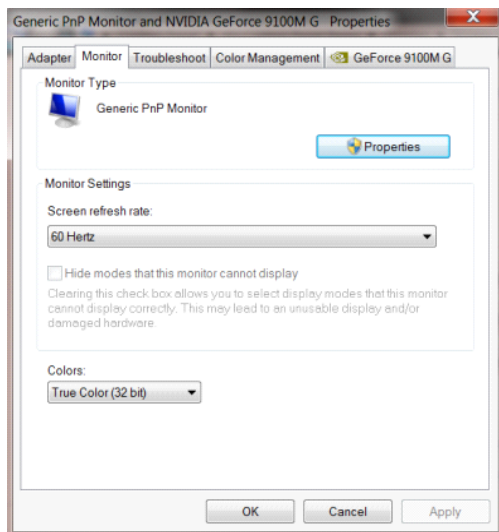 Generic PnP Monitor and NVIDIA GeForce 9100M G Properties
Adapter Monitor Troubleshoot Color Management GeForce 9100M G
Monitor Type
Generic PnP Monitor
Properties
Monitor Settings
Screen refresh rate:
60 Hertz
Hide modes that this monitor cannot display
Clearing this check box allows you to select display modes that this monitor
cannot display correctly. This may lead to an unusable display and/or
damaged hardware.
Colors:
True Color (32 bit)
OK Cancel Apply